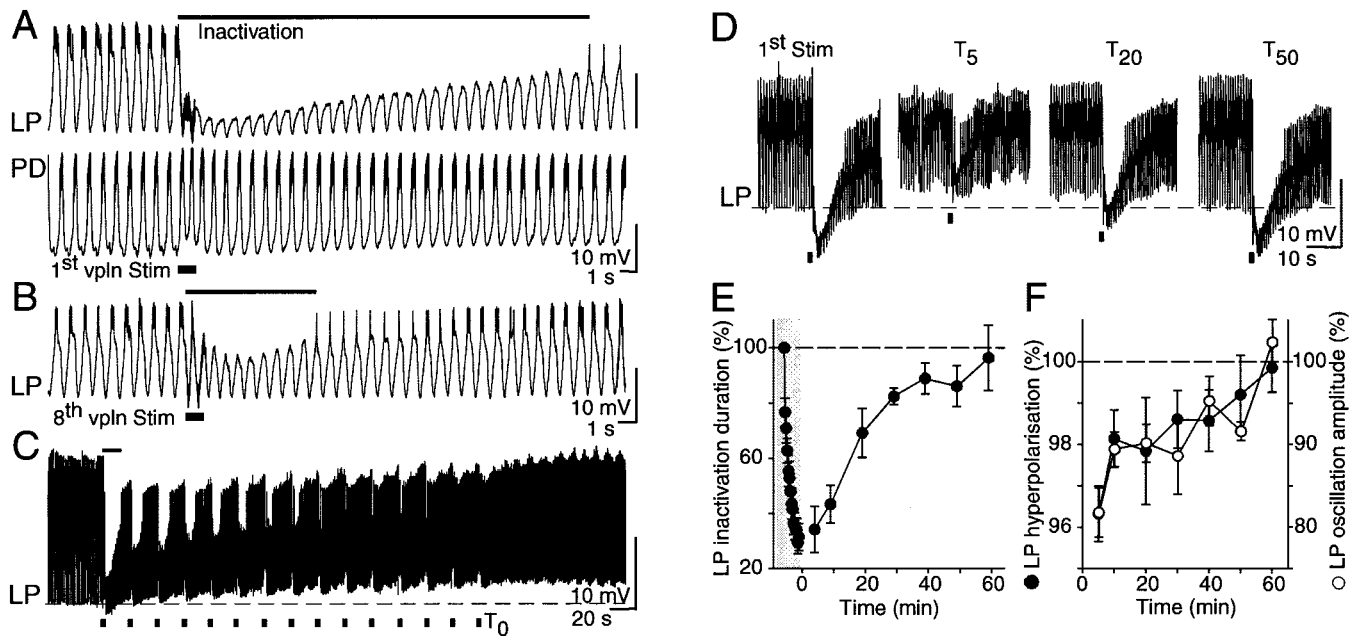 A
Inactivation
LP
PD
1st vpln Stim
10 mV
1 s
B
LP
8th vpln Stim
10 mV
1 s
C
LP
10 mV
20 s
T0
D
1st Stim
T5
T20
T50
LP
10 mV
10 s
E
LP inactivation duration (%)
100
60
20
0
20
40
60
Time (min)
F
LP hyperpolarisation (%)
100
98
96
0
20
40
60
Time (min)
100
90
80
LP oscillation amplitude (%)